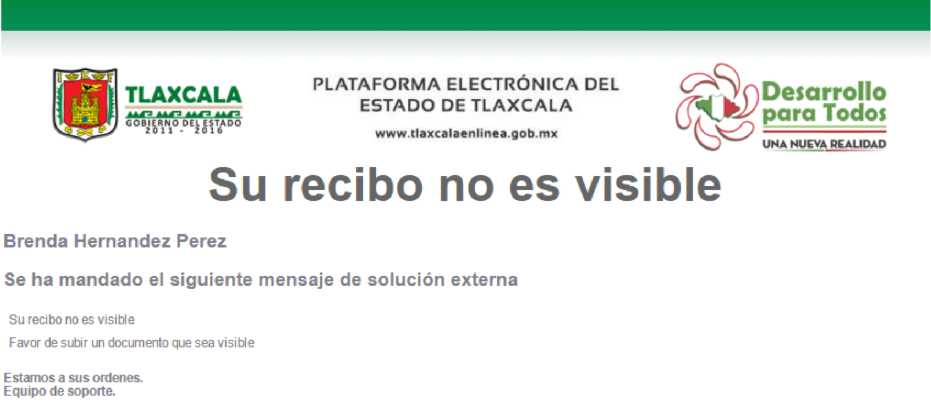 TLAXCALA
GOBIERNO DEL ESTADO
2011 - 2016
PLATAFORMA ELECTRÓNICA DEL
ESTADO DE TLAXCALA
www.tlaxcalaenlinea.gob.mx
Desarrollo
para Todos
UNA NUEVA REALIDAD
Su recibo no es visible
Brenda Hernandez Perez
Se ha mandado el siguiente mensaje de solución externa
Su recibo no es visible
Favor de subir un documento que sea visible
Estamos a sus ordenes.
Equipo de soporte.